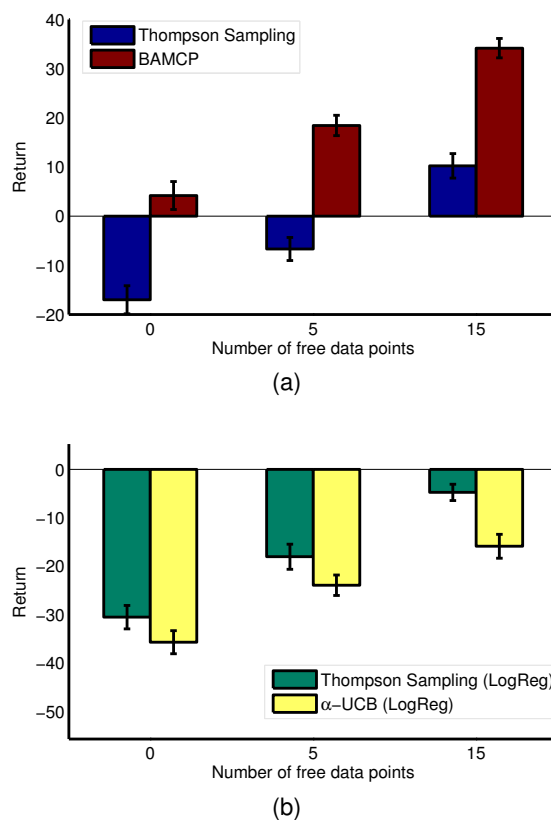 40
Thompson Sampling
BAMCP
30
20
10
0
−10
−20
Return
0 5 15
Number of free data points
(a)
0
−10
−20
−30
−40
−50
Return
Thompson Sampling (LogReg)
α−UCB (LogReg)
0 5 15
Number of free data points
(b)